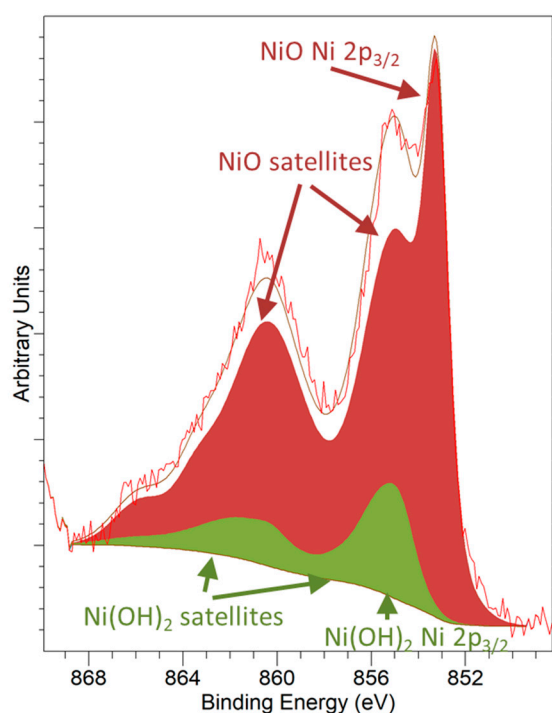 NiO Ni 2p₃/₂
NiO satellites
Arbitrary Units
Ni(OH)₂ satellites
Ni(OH)₂ Ni 2p₃/₂
868 864 860 856 852
Binding Energy (eV)